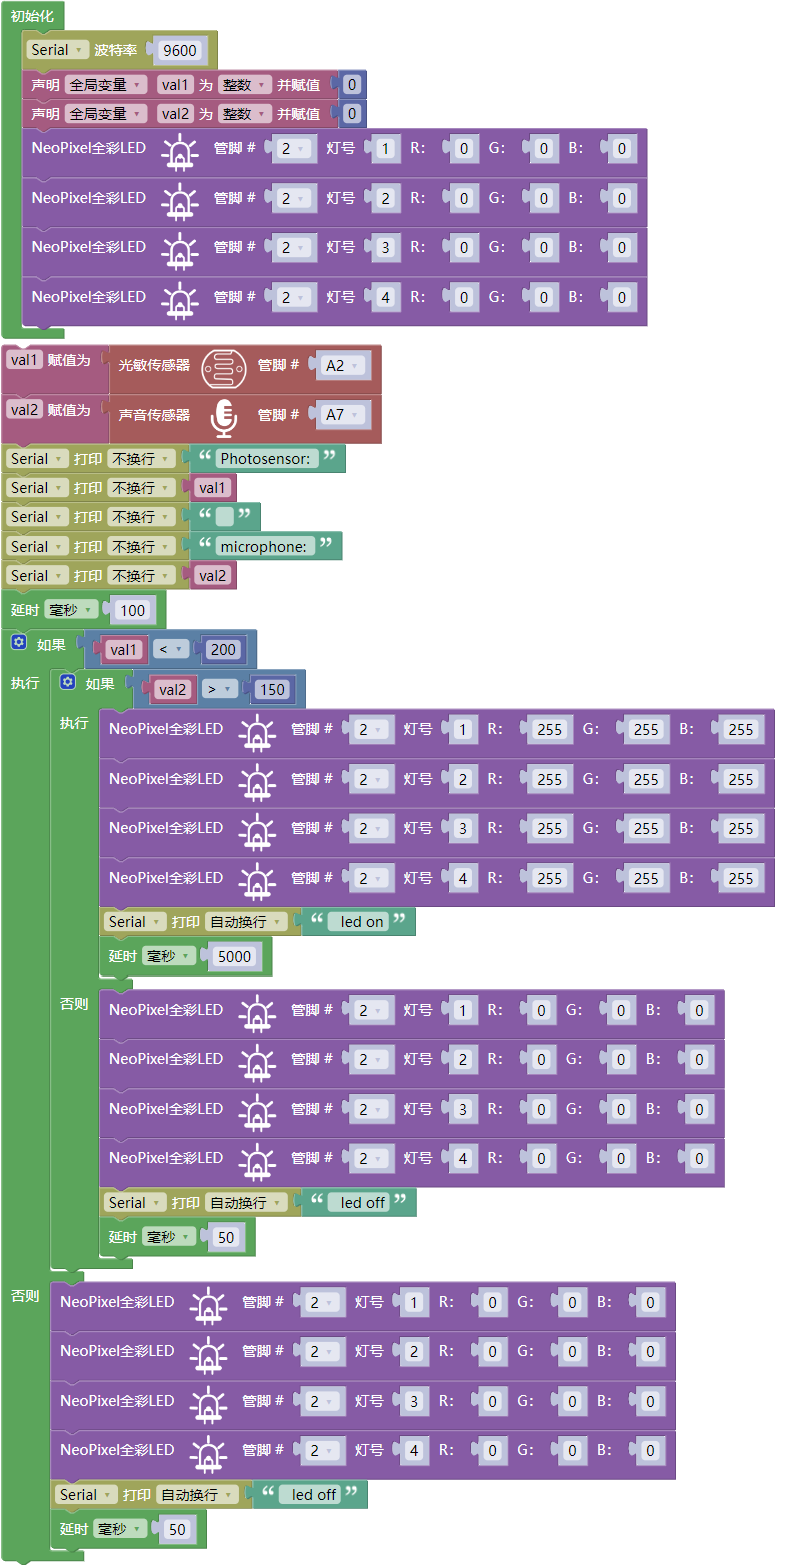 初始化
Serial 波特率 9600
声明 全局变量 val1 为 整数 并赋值 0
声明 全局变量 val2 为 整数 并赋值 0
NeoPixel全彩LED 管脚 # 2 灯号 1 R: 0 G: 0 B: 0
NeoPixel全彩LED 管脚 # 2 灯号 2 R: 0 G: 0 B: 0
NeoPixel全彩LED 管脚 # 2 灯号 3 R: 0 G: 0 B: 0
NeoPixel全彩LED 管脚 # 2 灯号 4 R: 0 G: 0 B: 0
val1 赋值为 光敏传感器 管脚 # A2
val2 赋值为 声音传感器 管脚 # A7
Serial 打印 不换行 “ Photosensor: ”
Serial 打印 不换行 val1
Serial 打印 不换行 “ ”
Serial 打印 不换行 “ microphone: ”
Serial 打印 不换行 val2
延时 毫秒 100
如果 val1 < 200
执行 如果 val2 > 150
执行 NeoPixel全彩LED 管脚 # 2 灯号 1 R: 255 G: 255 B: 255
NeoPixel全彩LED 管脚 # 2 灯号 2 R: 255 G: 255 B: 255
NeoPixel全彩LED 管脚 # 2 灯号 3 R: 255 G: 255 B: 255
NeoPixel全彩LED 管脚 # 2 灯号 4 R: 255 G: 255 B: 255
Serial 打印 自动换行 “ led on ”
延时 毫秒 5000
否则 NeoPixel全彩LED 管脚 # 2 灯号 1 R: 0 G: 0 B: 0
NeoPixel全彩LED 管脚 # 2 灯号 2 R: 0 G: 0 B: 0
NeoPixel全彩LED 管脚 # 2 灯号 3 R: 0 G: 0 B: 0
NeoPixel全彩LED 管脚 # 2 灯号 4 R: 0 G: 0 B: 0
Serial 打印 自动换行 “ led off ”
延时 毫秒 50
否则 NeoPixel全彩LED 管脚 # 2 灯号 1 R: 0 G: 0 B: 0
NeoPixel全彩LED 管脚 # 2 灯号 2 R: 0 G: 0 B: 0
NeoPixel全彩LED 管脚 # 2 灯号 3 R: 0 G: 0 B: 0
NeoPixel全彩LED 管脚 # 2 灯号 4 R: 0 G: 0 B: 0
Serial 打印 自动换行 “ led off ”
延时 毫秒 50